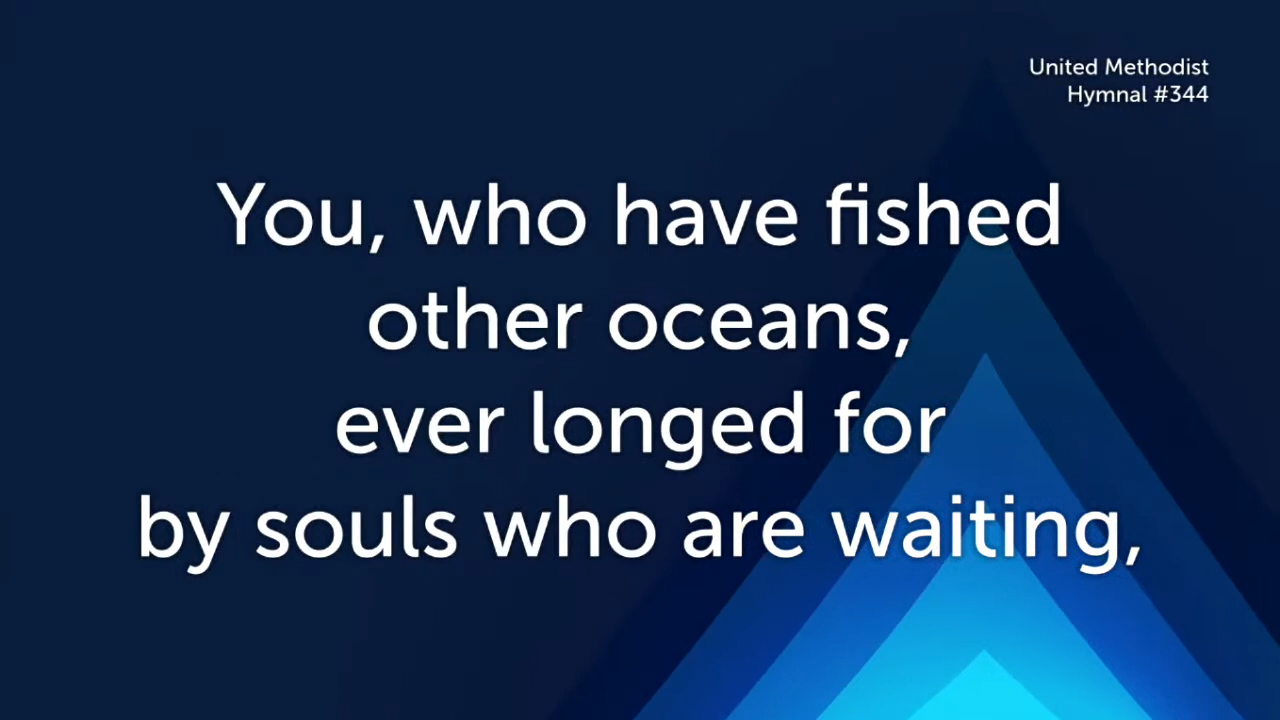 United Methodist
Hymnal #344
You, who have fished
other oceans,
ever longed for
by souls who are waiting,